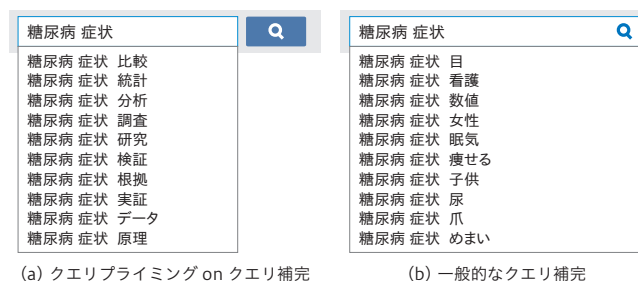 糖尿病 症状
糖尿病 症状 比較
糖尿病 症状 統計
糖尿病 症状 分析
糖尿病 症状 調査
糖尿病 症状 研究
糖尿病 症状 検証
糖尿病 症状 根拠
糖尿病 症状 実証
糖尿病 症状 データ
糖尿病 症状 原理
(a) クエリプライミング on クエリ補完
糖尿病 症状
糖尿病 症状 目
糖尿病 症状 看護
糖尿病 症状 数値
糖尿病 症状 女性
糖尿病 症状 眠気
糖尿病 症状 痩せる
糖尿病 症状 子供
糖尿病 症状 尿
糖尿病 症状 爪
糖尿病 症状 めまい
(b) 一般的なクエリ補完